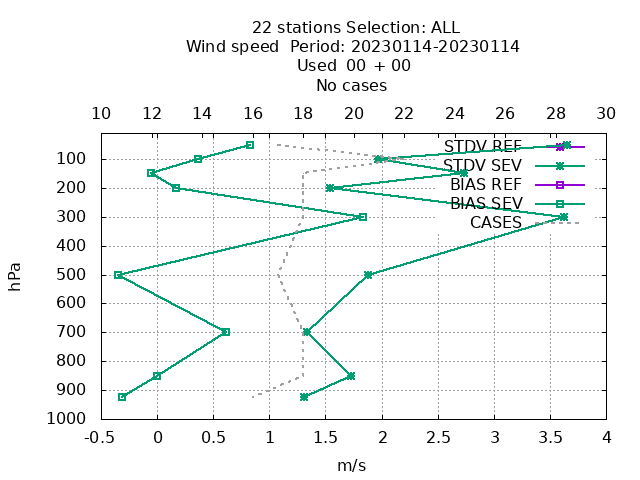 22 stations Selection: ALL
Wind speed  Period: 20230114-20230114
Used  00 + 00
No cases
10 12 14 16 18 20 22 24 26 28 30
STDV REF
100
STDV SEV
BIAS REF
200
BIAS SEV
300
CASES
400
500
600
700
800
900
1000
hPa
-0.5 0 0.5 1 1.5 2 2.5 3 3.5 4
m/s